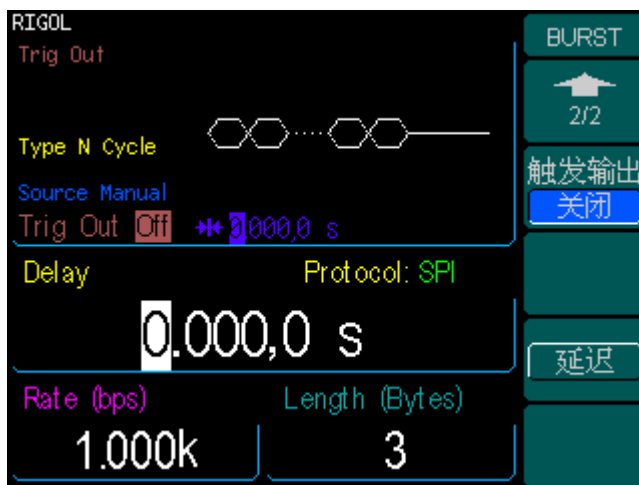 RIGOL
Trig Out
Type N Cycle
Source Manual
Trig Out Off 0.000,0 s
Delay Protocol: SPI
0.000,0 s
Rate (bps) Length (Bytes)
1.000k 3
BURST
2/2
触发输出
关闭
延迟